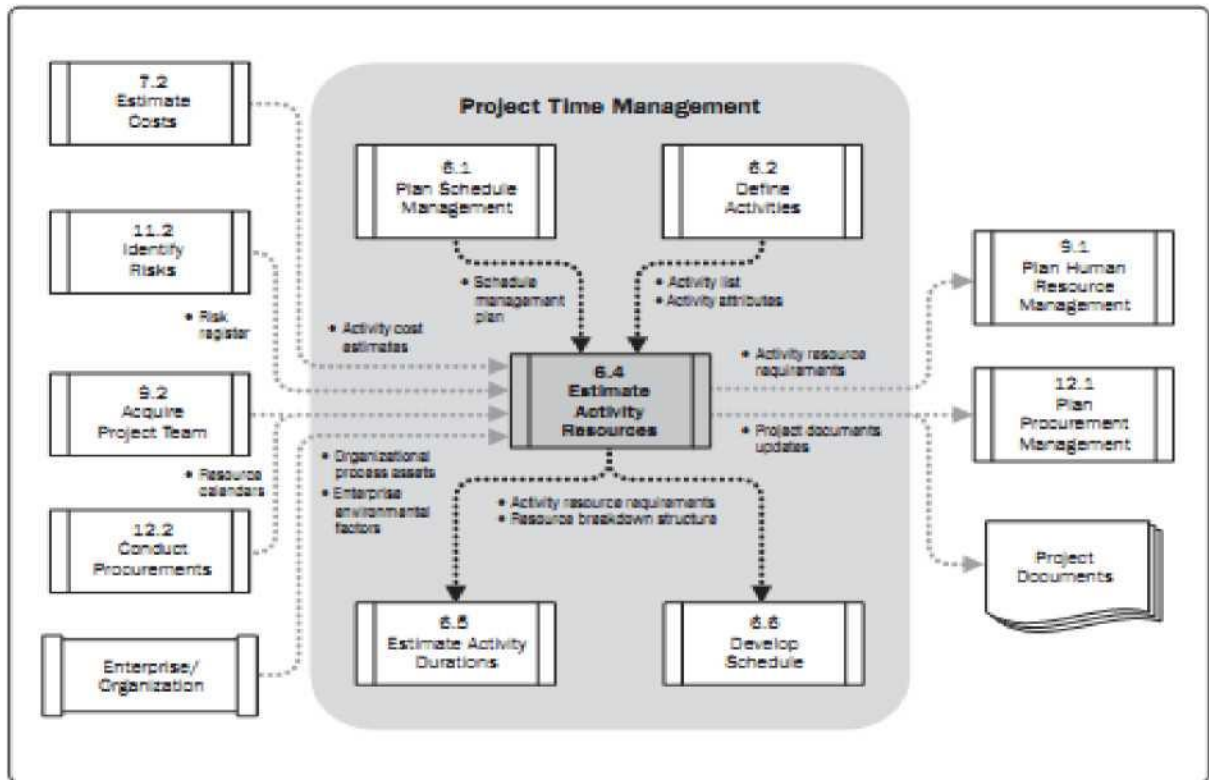 Project Time Management
7.2
Estimate
Costs
6.1
Plan Schedule
Management
6.2
Define
Activities
11.2
Identify
Risks
9.1
Plan Human
Resource
Management
• Risk
register
• Schedule
management
plan
• Activity list
• Activity attributes
• Activity cost
estimates
9.2
Acquire
Project Team
6.4
Estimate
Activity
Resources
• Activity resource
requirements
12.1
Plan
Procurement
Management
• Project documents
updates
• Resource
calendars
• Organizational
process assets
• Enterprise
environmental
factors
• Activity resource requirements
• Resource breakdown structure
12.2
Conduct
Procurements
Project
Documents
6.5
Estimate Activity
Durations
6.6
Develop
Schedule
Enterprise/
Organization